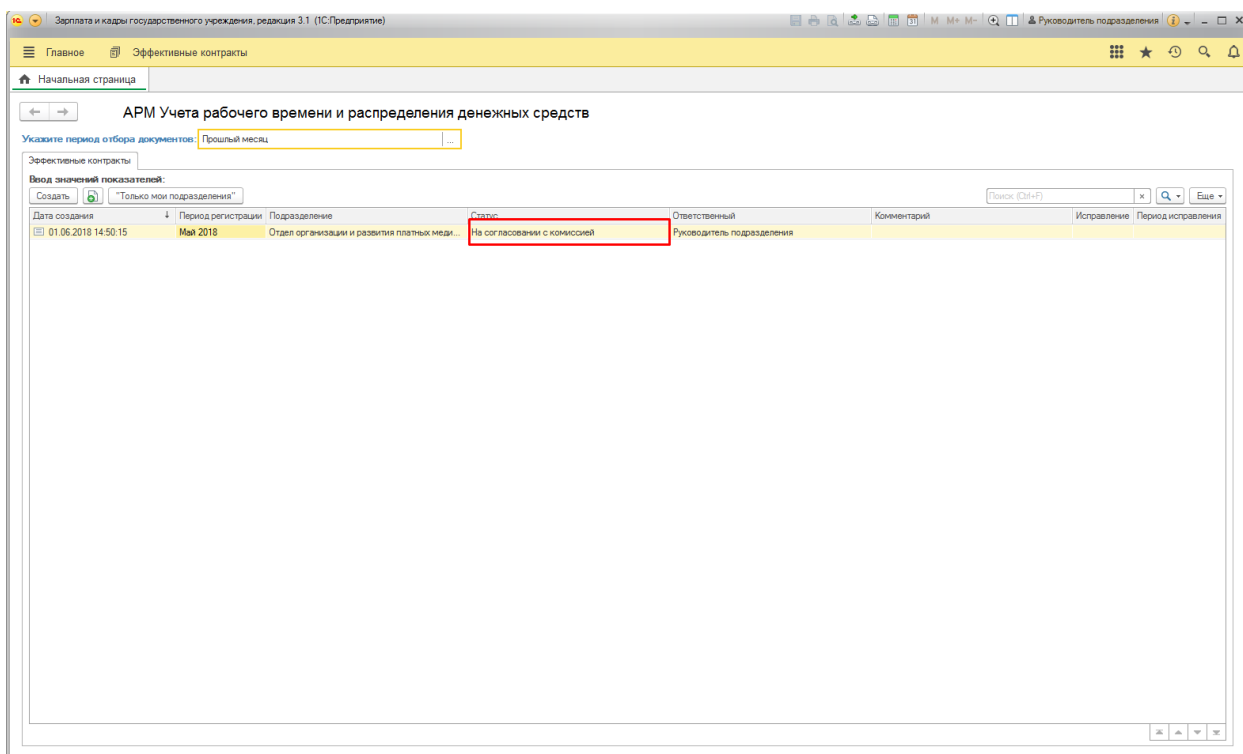 1С Зарплата и кадры государственного учреждения, редакция 3.1 (1С:Предприятие) 31 M M+ M- Руководитель подразделения
Главное Эффективные контракты
Начальная страница
АРМ Учета рабочего времени и распределения денежных средств
Укажите период отбора документов: Прошлый месяц ...
Эффективные контракты
Ввод значений показателей:
Создать "Только мои подразделения" Поиск (Ctrl+F) × Еще
Дата создания ↓ Период регистрации Подразделение Статус Ответственный Комментарий Исправление Период исправления
01.06.2018 14:50:15 Май 2018 Отдел организации и развития платных меди... На согласовании с комиссией Руководитель подразделения